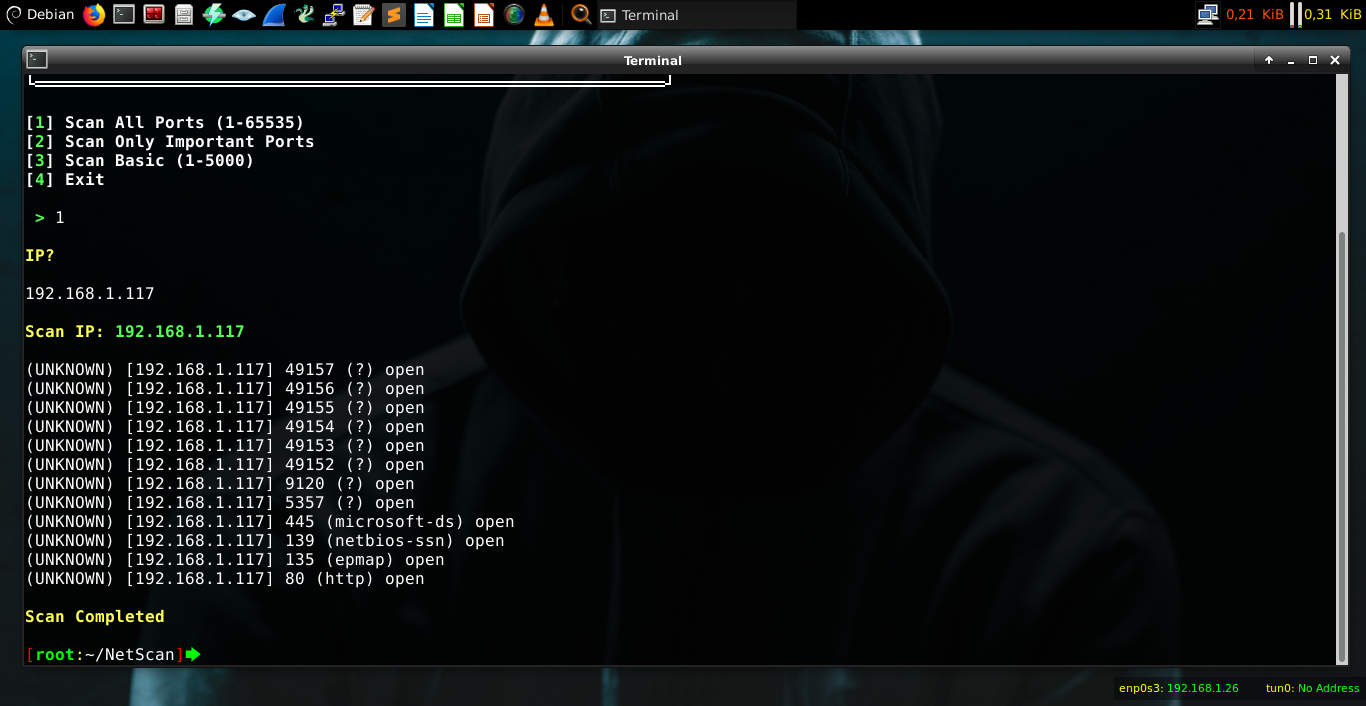 Debian
Terminal
0,21 KiB
0,31 KiB
Terminal
[1] Scan All Ports (1-65535)
[2] Scan Only Important Ports
[3] Scan Basic (1-5000)
[4] Exit
> 1
IP?
192.168.1.117
Scan IP: 192.168.1.117
(UNKNOWN) [192.168.1.117] 49157 (?) open
(UNKNOWN) [192.168.1.117] 49156 (?) open
(UNKNOWN) [192.168.1.117] 49155 (?) open
(UNKNOWN) [192.168.1.117] 49154 (?) open
(UNKNOWN) [192.168.1.117] 49153 (?) open
(UNKNOWN) [192.168.1.117] 49152 (?) open
(UNKNOWN) [192.168.1.117] 9120 (?) open
(UNKNOWN) [192.168.1.117] 5357 (?) open
(UNKNOWN) [192.168.1.117] 445 (microsoft-ds) open
(UNKNOWN) [192.168.1.117] 139 (netbios-ssn) open
(UNKNOWN) [192.168.1.117] 135 (epmap) open
(UNKNOWN) [192.168.1.117] 80 (http) open
Scan Completed
[root:~/NetScan]
enp0s3: 192.168.1.26
tun0: No Address